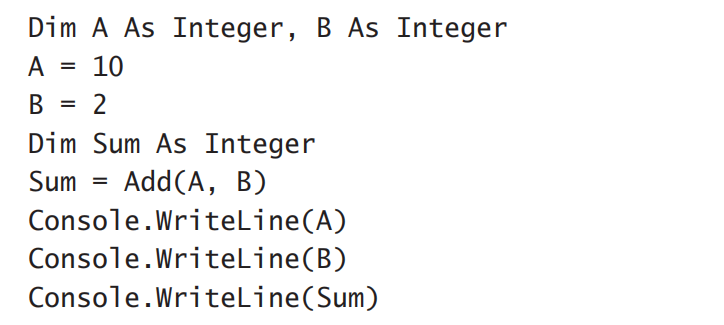 Dim A As Integer, B As Integer
A = 10
B = 2
Dim Sum As Integer
Sum = Add(A, B)
Console.WriteLine(A)
Console.WriteLine(B)
Console.WriteLine(Sum)